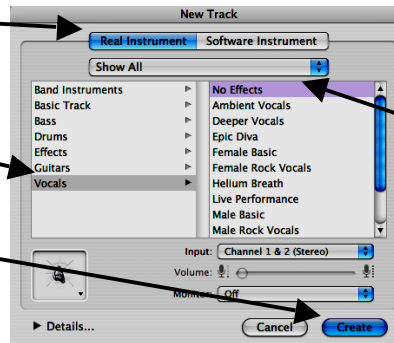 New Track
Real Instrument Software Instrument
Show All
Band Instruments
Basic Track
Bass
Drums
Effects
Guitars
Vocals
No Effects
Ambient Vocals
Deeper Vocals
Epic Diva
Female Basic
Female Rock Vocals
Helium Breath
Live Performance
Male Basic
Male Rock Vocals
Input: Channel 1 & 2 (Stereo)
Volume:
Monitor: Off
Details...
Cancel Create